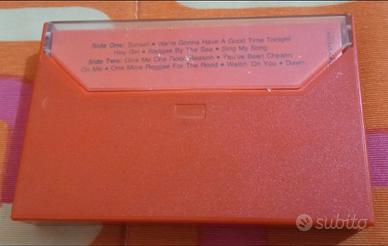 Side One: Sunset • We're Gonna Have A Good Time Tonight
Hey Girl • Reggae By The Sea • Sing My Song
Side Two: Give Me One Good Reason • You've Been Cheatin'
On Me • One More Reggae For The Road • Waitin On You • Down
subito